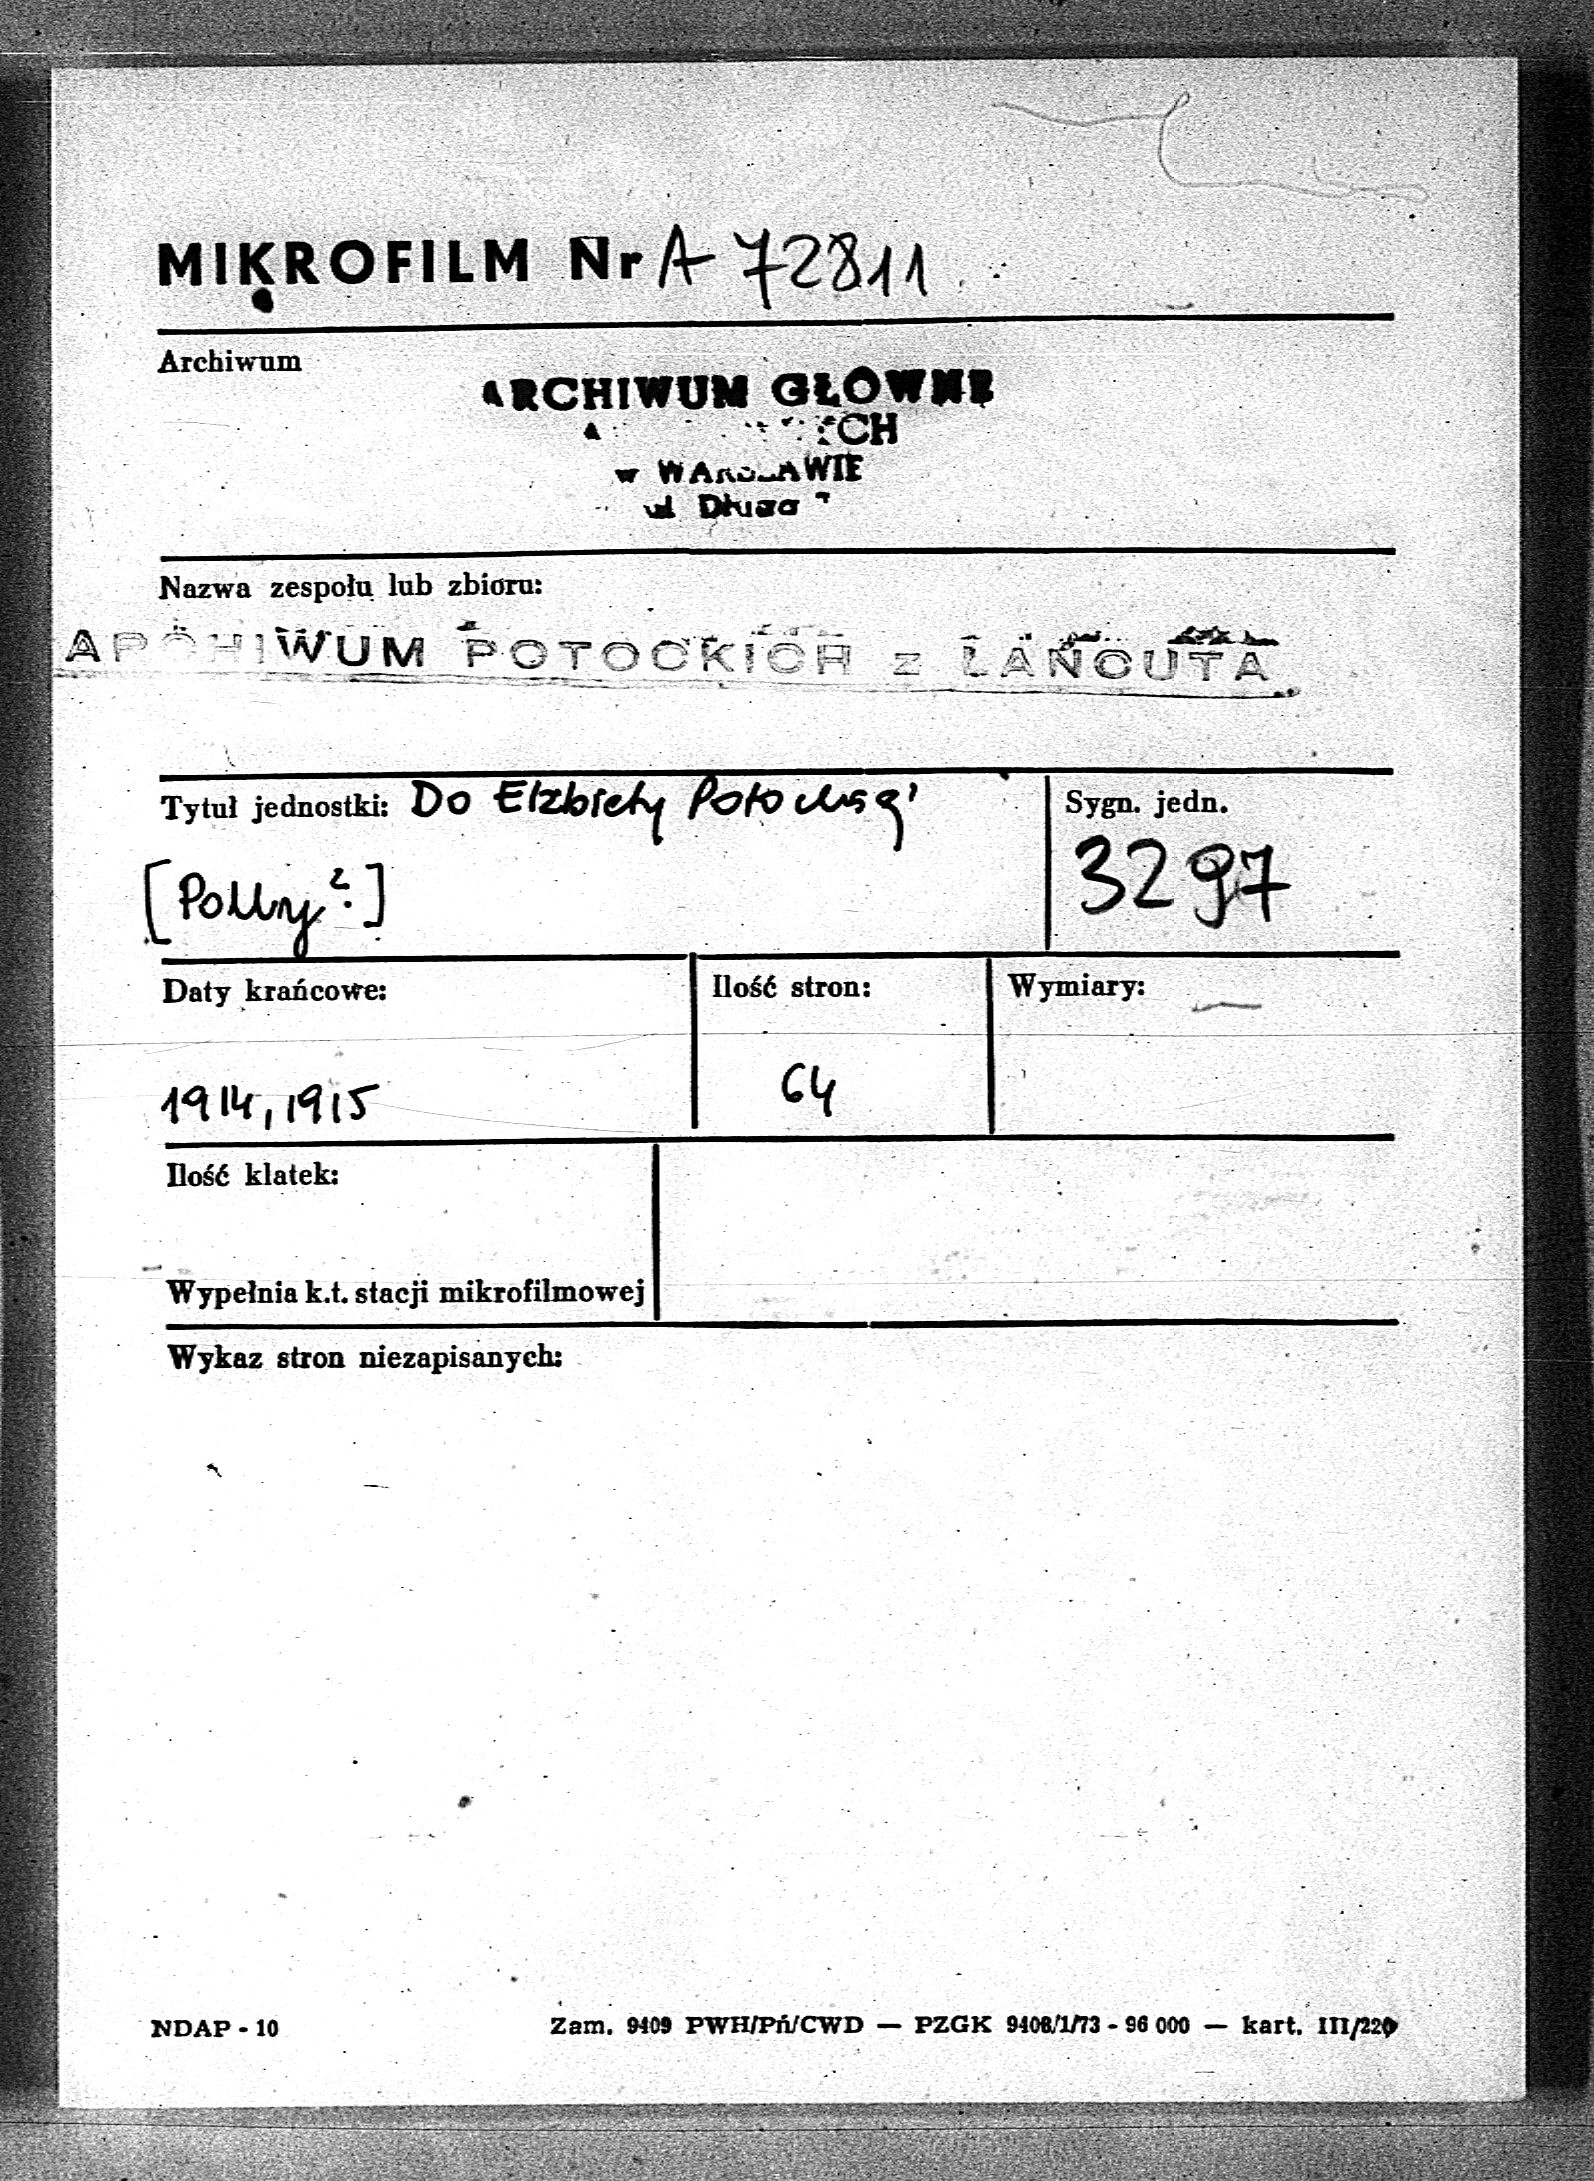 MIKROFILM Nr A 72811
Archiwum
ARCHIWUM GŁÓWNE
w WARSZAWIE
ul Długa 7
Nazwa zespołu lub zbioru:
ARCHIWUM POTOCKICH z ŁAŃCUTA
Tytuł jednostki: Do Elżbiety Potockiej
Sygn. jedn.
3297
[Polly?]
Daty krańcowe:
Ilość stron:
Wymiary:
1914, 1915
64
Ilość klatek:
Wypełnia k.t. stacji mikrofilmowej
Wykaz stron niezapisanych:
NDAP - 10
Zam. 9409 PWH/Pń/CWD — PZGK 9408/1/73 - 96 000 — kart. III/220